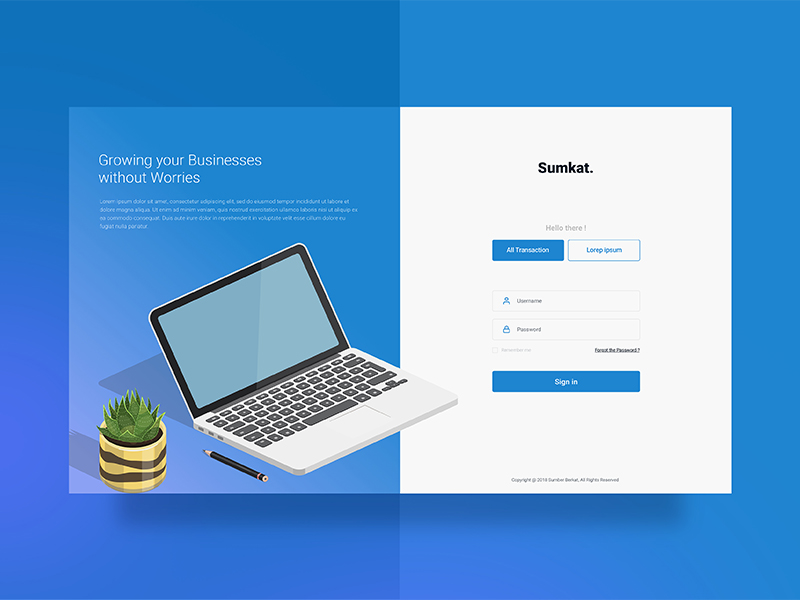 Growing your Businesses
without Worries
Lorem ipsum dolor sit amet, consectetur adipiscing elit, sed do eiusmod tempor incididunt ut labore et
dolore magna aliqua. Ut enim ad minim veniam, quis nostrud exercitation ullamco laboris nisi ut aliquip ex
ea commodo consequat. Duis aute irure dolor in reprehenderit in voluptate velit esse cillum dolore eu
fugiat nulla pariatur.
Sumkat.
Hello there !
All Transaction
Lorep ipsum
Username
Password
Remember me
Forgot the Password ?
Sign in
Copyright @ 2018 Sumber Berkat, All Rights Reserved